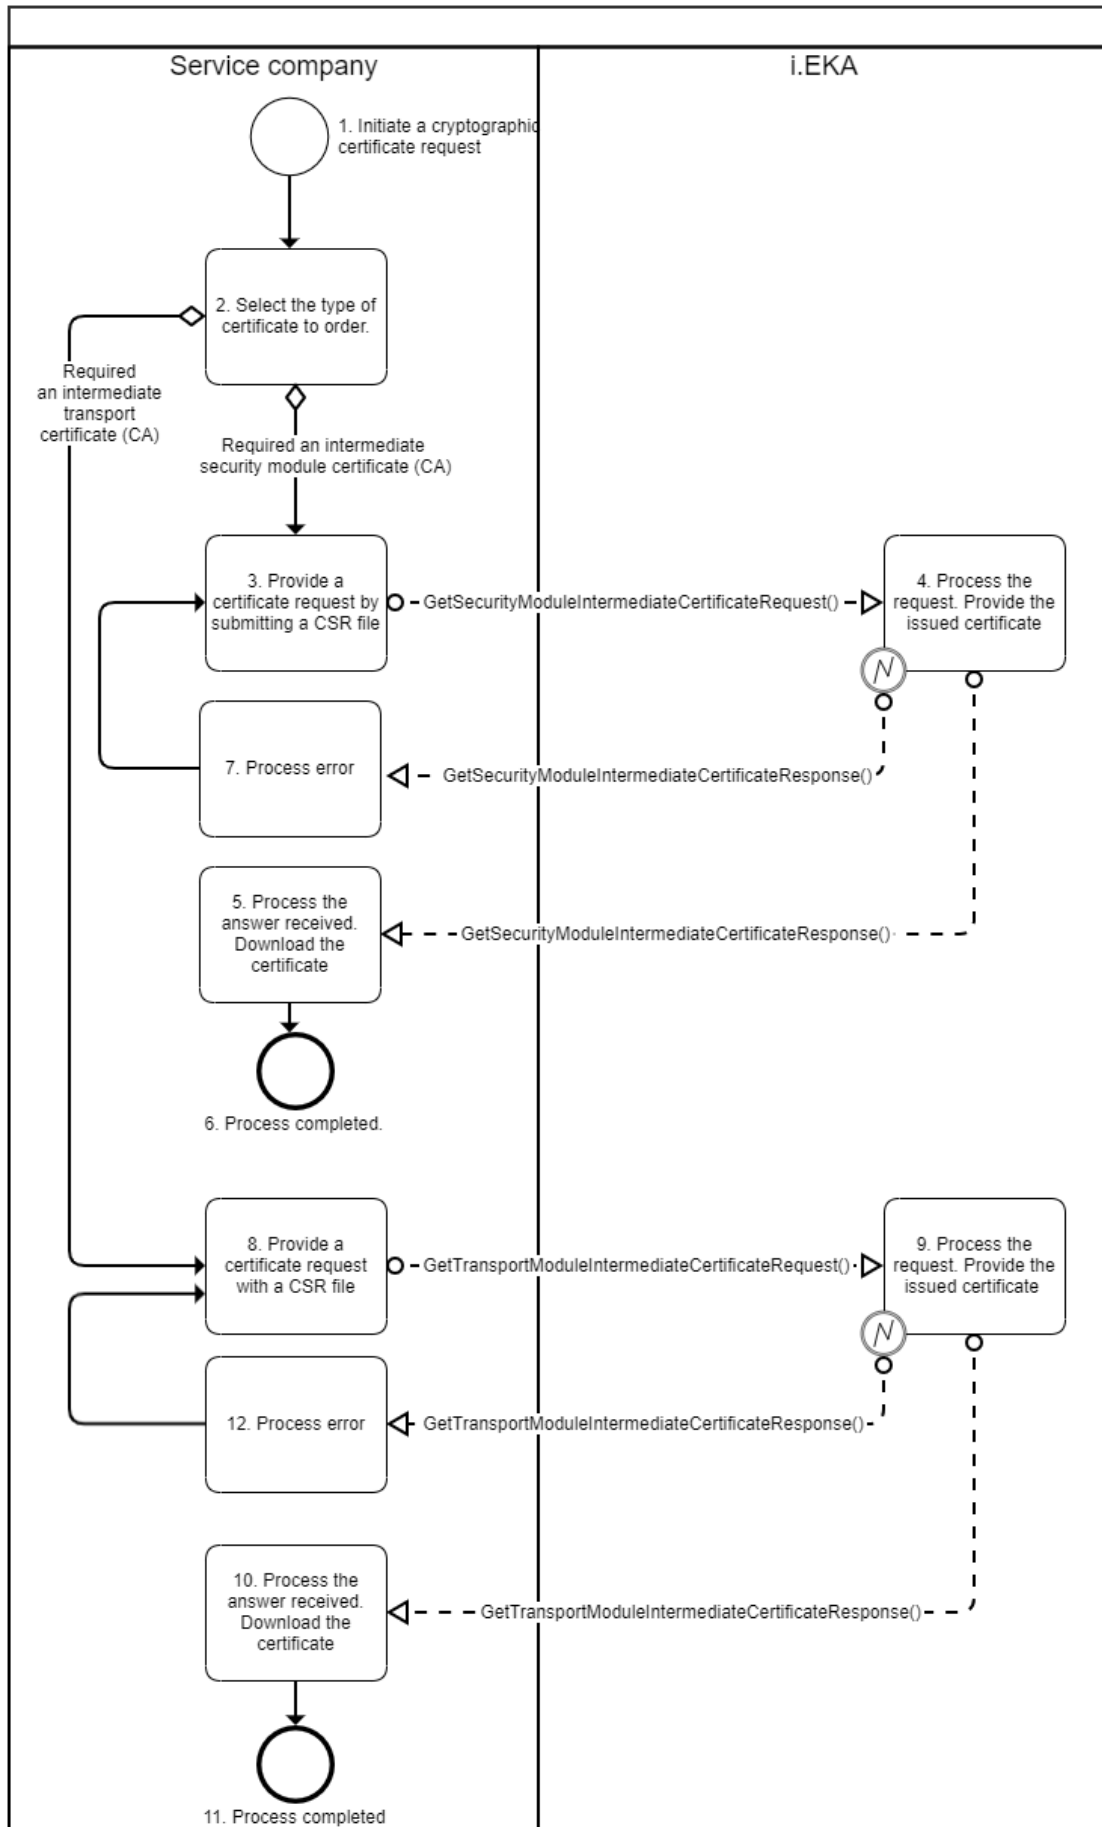 Service company
i.EKA
1. Initiate a cryptographic
certificate request
2. Select the type of
certificate to order.
Required
an intermediate
transport
certificate (CA)
Required an intermediate
security module certificate (CA)
3. Provide a
certificate request by
submitting a CSR file
GetSecurityModuleIntermediateCertificateRequest()
4. Process the
request. Provide the
issued certificate
N
7. Process error
GetSecurityModuleIntermediateCertificateResponse()
5. Process the
answer received.
Download the
certificate
GetSecurityModuleIntermediateCertificateResponse()
6. Process completed.
8. Provide a
certificate request
with a CSR file
GetTransportModuleIntermediateCertificateRequest()
9. Process the
request. Provide the
issued certificate
N
12. Process error
GetTransportModuleIntermediateCertificateResponse()
10. Process the
answer received.
Download the
certificate
GetTransportModuleIntermediateCertificateResponse()
11. Process completed